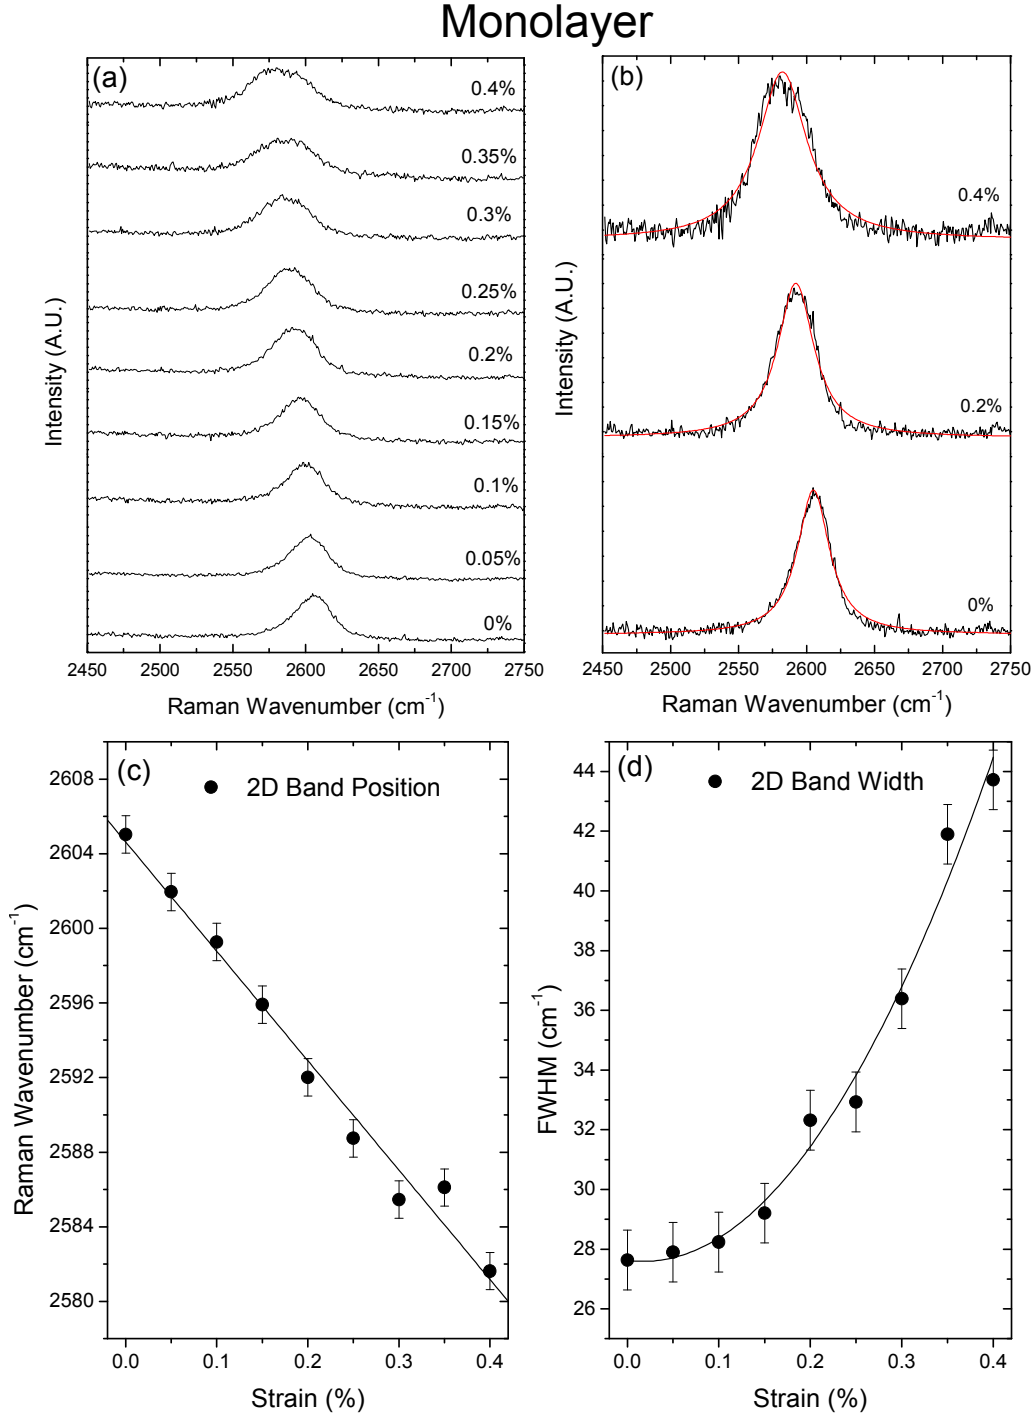 Monolayer
(a)
0.4%
0.35%
0.3%
0.25%
0.2%
0.15%
0.1%
0.05%
0%
Intensity (A.U.)
2450 2500 2550 2600 2650 2700 2750
Raman Wavenumber (cm⁻¹)
(b)
0.4%
0.2%
0%
Intensity (A.U.)
2450 2500 2550 2600 2650 2700 2750
Raman Wavenumber (cm⁻¹)
(c)
2D Band Position
2608
2604
2600
2596
2592
2588
2584
2580
Raman Wavenumber (cm⁻¹)
0.0 0.1 0.2 0.3 0.4
Strain (%)
(d)
2D Band Width
44
42
40
38
36
34
32
30
28
26
FWHM (cm⁻¹)
0.0 0.1 0.2 0.3 0.4
Strain (%)